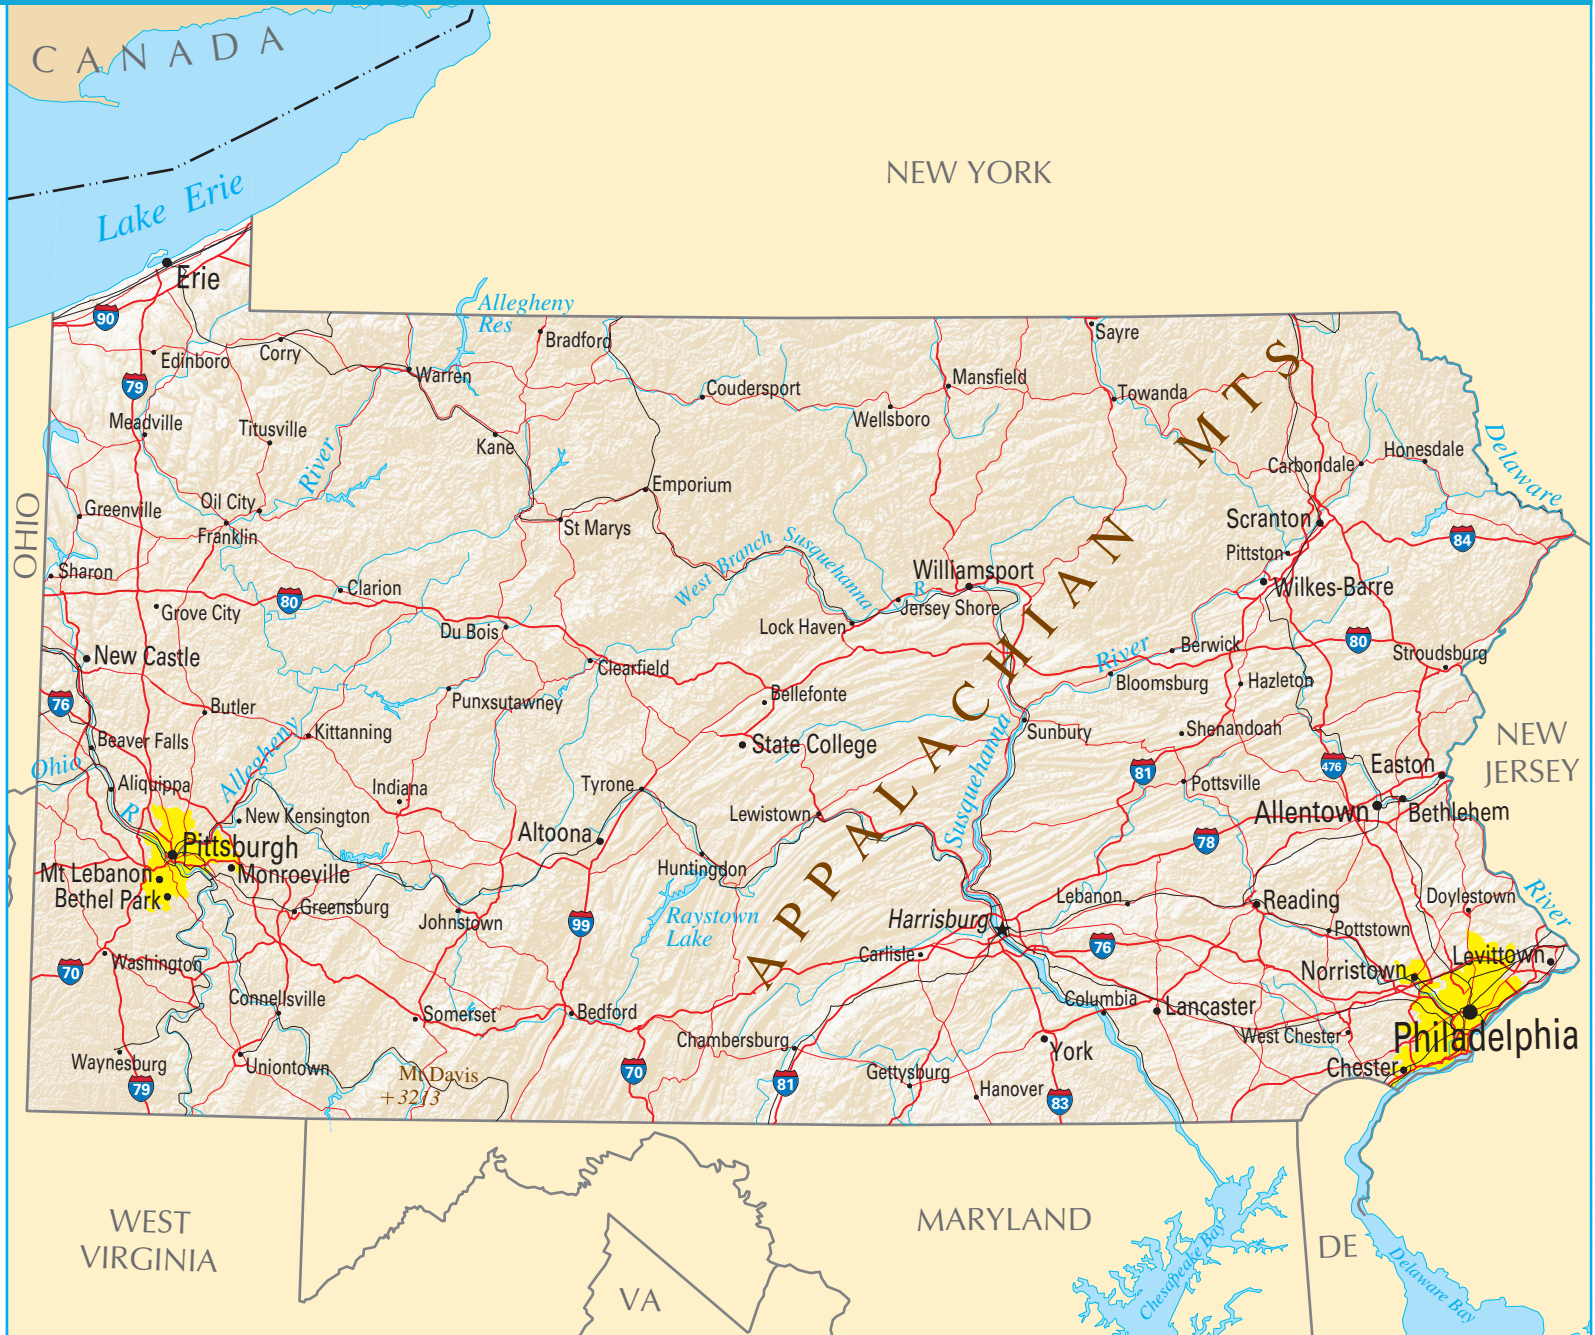 CANADA
NEW YORK
Lake Erie
Erie
90
Allegheny
Res
Bradford
Sayre
Edinboro
Corry
Warren
79
Coudersport
Mansfield
Towanda
Wellsboro
Meadville
Titusville
Kane
River
Carbondale
Honesdale
Delaware
Emporium
Greenville
Oil City
Franklin
St Marys
Scranton
84
OHIO
Pittston
West Branch Susquehanna R
Williamsport
Sharon
Clarion
80
Grove City
Wilkes-Barre
Jersey Shore
Lock Haven
Du Bois
80
Berwick
River
Stroudsburg
New Castle
Clearfield
Bloomsburg
Hazleton
76
Punxsutawney
Bellefonte
Butler
Kittanning
Sunbury
Shenandoah
NEW
JERSEY
Beaver Falls
State College
Ohio
R
Allegheny
Aliquippa
Indiana
Tyrone
81
476
Easton
Pottsville
New Kensington
Lewistown
Susquehanna
Allentown
Bethlehem
Altoona
78
Pittsburgh
Mt Lebanon
Monroeville
Bethel Park
Huntingdon
Lebanon
Reading
Doylestown
River
Greensburg
Johnstown
99
Raystown
Lake
Harrisburg
76
Pottstown
Carlisle
Levittown
70
Washington
Norristown
Connellsville
Somerset
Bedford
Columbia
Lancaster
West Chester
Philadelphia
Chambersburg
York
Waynesburg
Uniontown
Mt Davis
+3213
70
81
Gettysburg
Hanover
83
Chester
79
APPALACHIAN MTS
WEST
VIRGINIA
MARYLAND
DE
VA
Chesapeake Bay
Delaware Bay